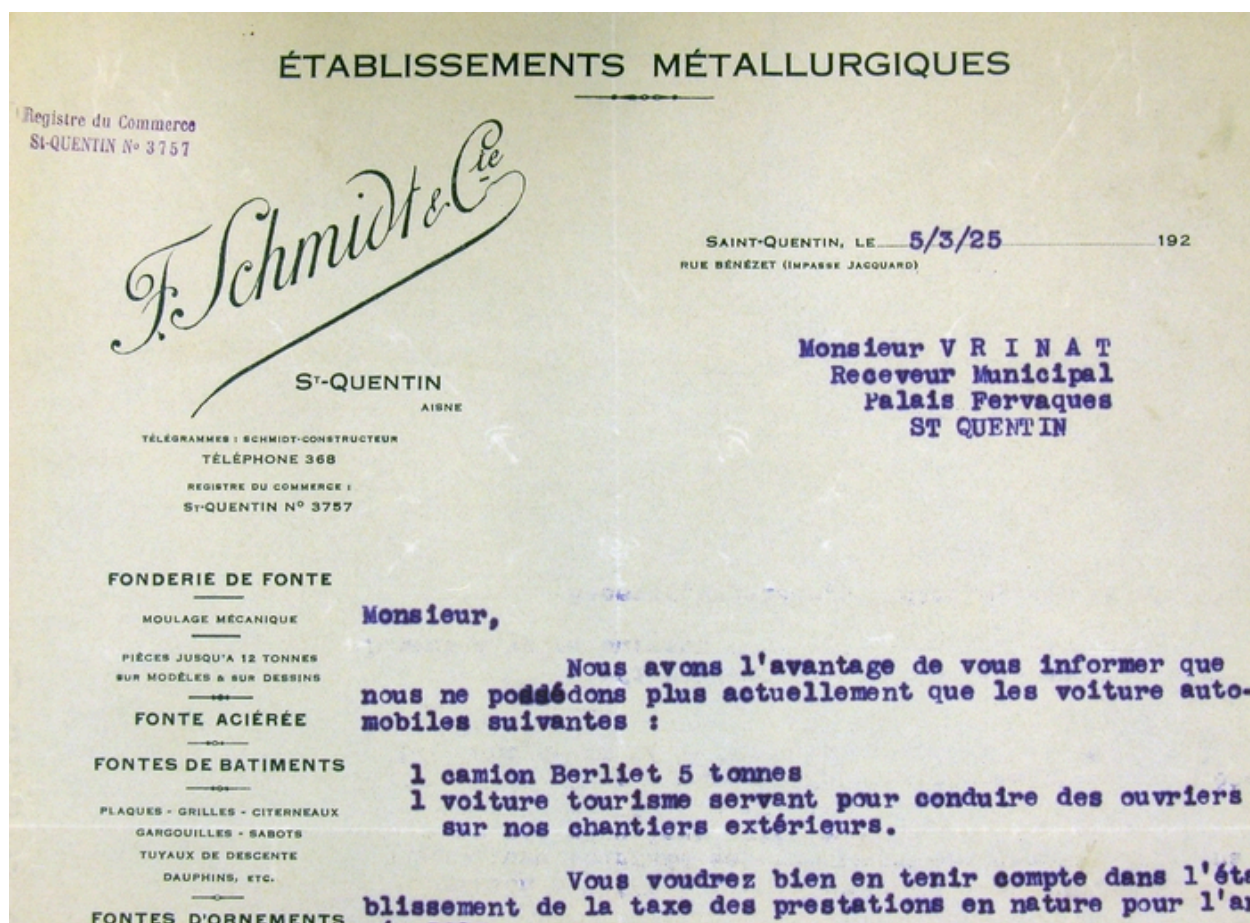 ÉTABLISSEMENTS MÉTALLURGIQUES
Registre du Commerce
St-QUENTIN No 3757
F. Schmidt & Cie
ST-QUENTIN
AISNE
TÉLÉGRAMMES : SCHMIDT-CONSTRUCTEUR
TÉLÉPHONE 368
REGISTRE DU COMMERCE :
ST-QUENTIN No 3757
SAINT-QUENTIN, LE 5/3/25 192
RUE BÉNÉZET (IMPASSE JACQUARD)
Monsieur V R I N A T
Receveur Municipal
Palais Fervaques
ST QUENTIN
FONDERIE DE FONTE
MOULAGE MÉCANIQUE
PIÈCES JUSQU'A 12 TONNES
SUR MODÈLES & SUR DESSINS
FONTE ACIÉRÉE
FONTES DE BATIMENTS
PLAQUES - GRILLES - CITERNEAUX
GARGOUILLES - SABOTS
TUYAUX DE DESCENTE
DAUPHINS, ETC.
FONTES D'ORNEMENTS
Monsieur,
Nous avons l'avantage de vous informer que
nous ne possédons plus actuellement que les voiture auto-
mobiles suivantes :
1 camion Berliet 5 tonnes
1 voiture tourisme servant pour conduire des ouvriers
sur nos chantiers extérieurs.
Vous voudrez bien en tenir compte dans l'éta
blissement de la taxe des prestations en nature pour l'a